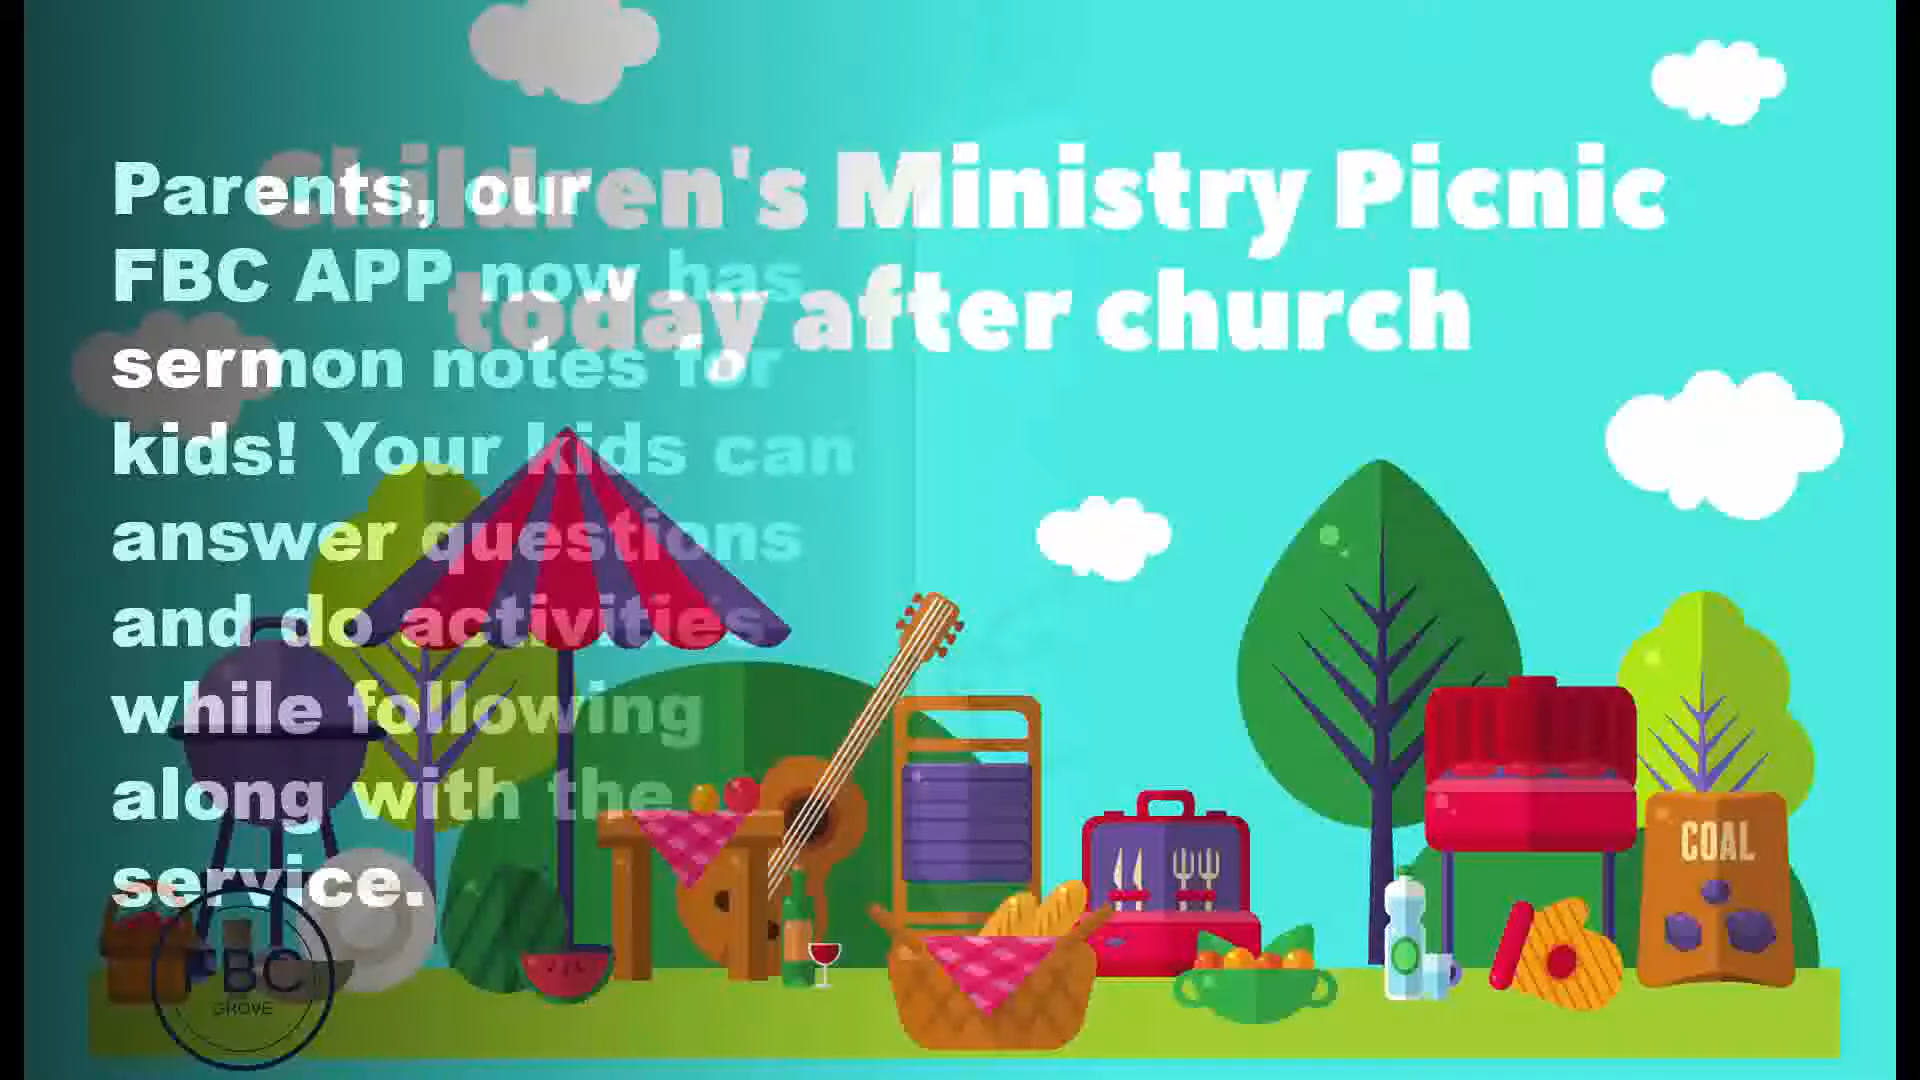 Children's Ministry Picnic
today after church
Parents, our
FBC APP now has
sermon notes for
kids! Your kids can
answer questions
and do activities
while following
along with the
service.
COAL
FBC
GROVE